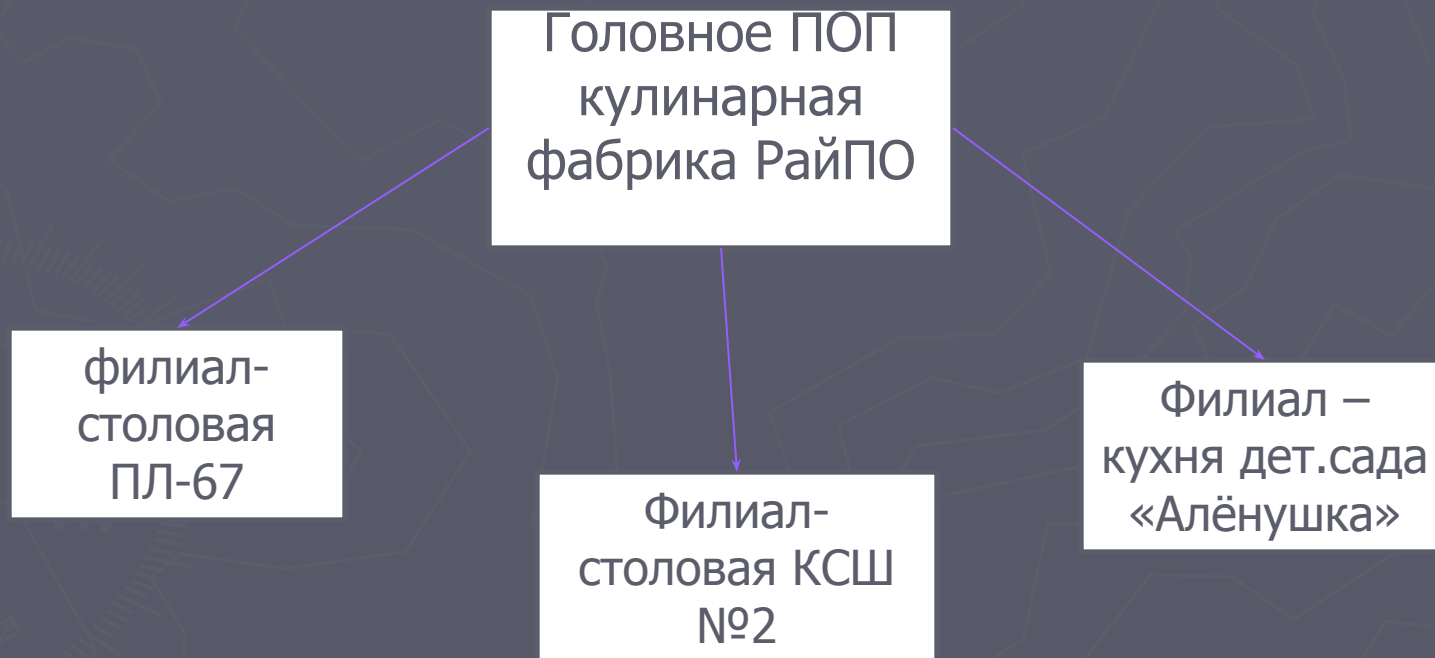 Головное ПОП
кулинарная
фабрика РайПО
филиал-
столовая
ПЛ-67
Филиал-
столовая КСШ
№2
Филиал –
кухня дет.сада
«Алёнушка»